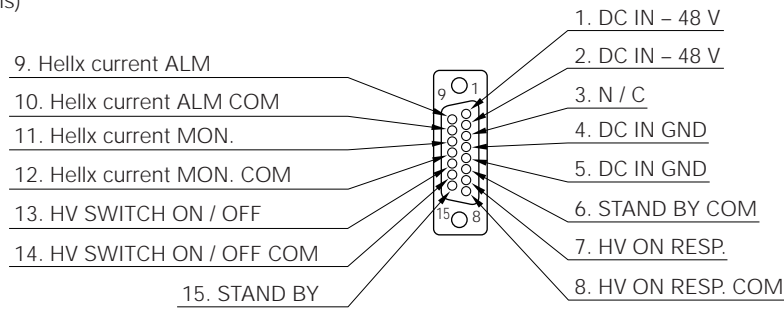 1. DC IN – 48 V
2. DC IN – 48 V
3. N / C
4. DC IN GND
5. DC IN GND
6. STAND BY COM
7. HV ON RESP.
8. HV ON RESP. COM
9. Hellx current ALM
10. Hellx current ALM COM
11. Hellx current MON.
12. Hellx current MON. COM
13. HV SWITCH ON / OFF
14. HV SWITCH ON / OFF COM
15. STAND BY
9 1
15 8